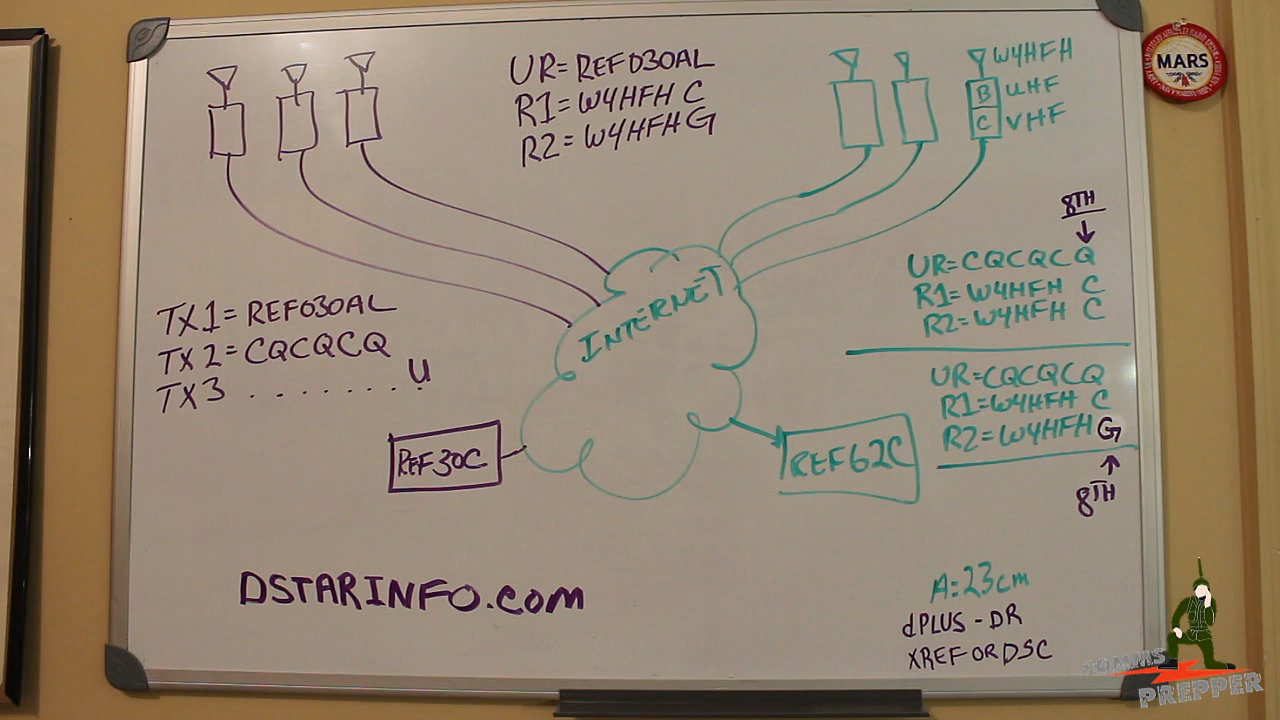 UR=REF030AL
R1=W4HFH C
R2=W4HFHG
W4HFH
B UHF
C VHF
MARS
8TH
UR=CQCQCQ
R1=W4HFH C
R2=W4HFH C
INTERNET
TX1=REF030AL
TX2=CQCQCQ
TX3 ........U
UR=CQCQCQ
R1=W4HFH C
R2=W4HFH G
8TH
REF30C
REF62C
DSTARINFO.com
A:23cm
dPLUS-DR
XREF OR DSC
COMMS
PREPPER